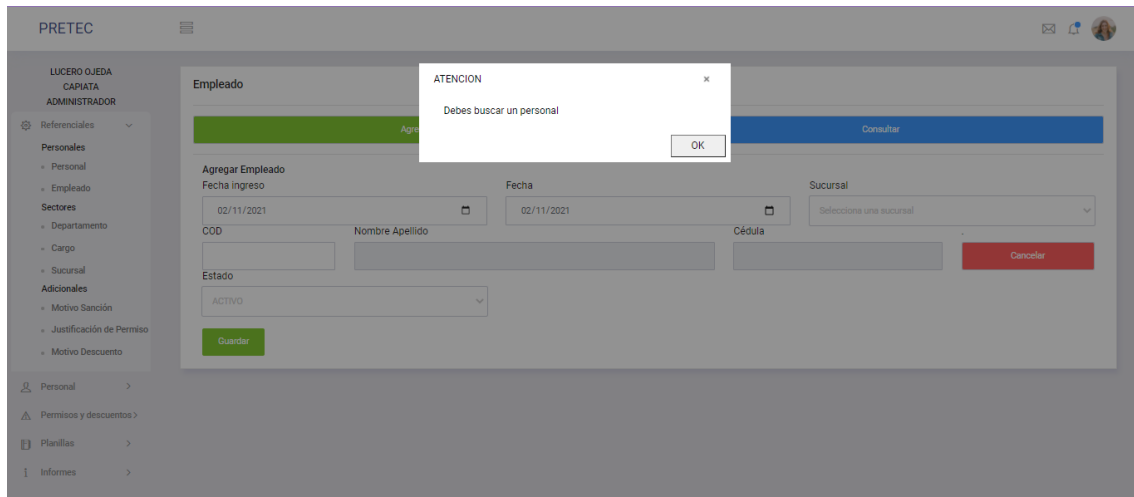 PRETEC
LUCERO OJEDA
CAPIATA
ADMINISTRADOR
Referenciales
Personales
Personal
Empleado
Sectores
Departamento
Cargo
Sucursal
Adicionales
Motivo Sanción
Justificación de Permiso
Motivo Descuento
Personal
Permisos y descuentos
Planillas
Informes
Empleado
ATENCION
Debes buscar un personal
OK
Consultar
Agregar Empleado
Fecha ingreso
Fecha
Sucursal
02/11/2021
02/11/2021
Selecciona una sucursal
COD
Nombre Apellido
Cédula
.
Cancelar
Estado
ACTIVO
Guardar